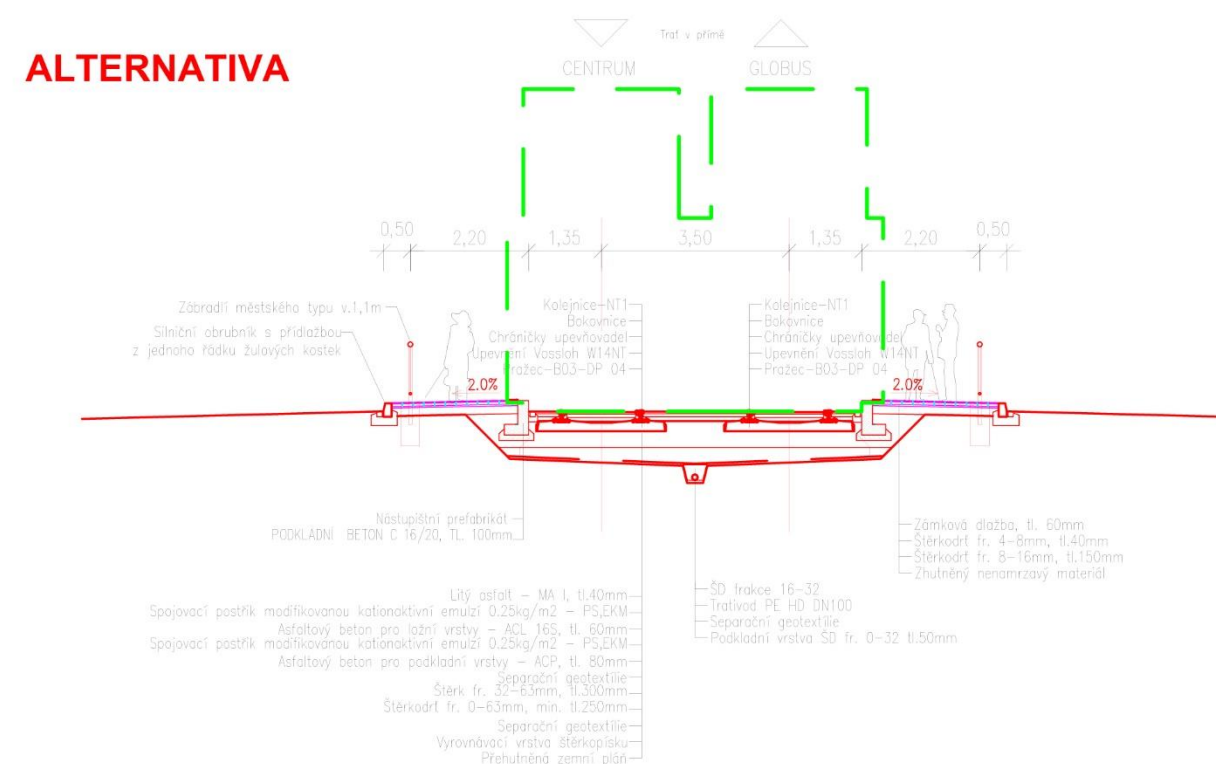 ALTERNATIVA
Trať v přímé
CENTRUM GLOBUS
0,50 2,20 1,35 3,50 1,35 2,20 0,50
Zábradlí městského typu v.1,1m
Silniční obrubník s přídlažbou
z jednoho řádku žulových kostek
Kolejnice-NT1
Bokovnice
Chráničky upevňovadel
Upevnění Vossloh W14NT
Pražec-B03-DP 04
Kolejnice-NT1
Bokovnice
Chráničky upevňovadel
Upevnění Vossloh W14NT
Pražec-B03-DP 04
2.0% 2.0%
Nástupištní prefabrikát
PODKLADNÍ BETON C 16/20, TL. 100mm
Zámková dlažba, tl. 60mm
Štěrkodrť fr. 4-8mm, tl.40mm
Štěrkodrť fr. 8-16mm, tl.150mm
Zhutněný nenamrzavý materiál
Litý asfalt - MA I, tl.40mm
Spojovací postřik modifikovanou kationaktivní emulzí 0.25kg/m2 - PS,EKM
Asfaltový beton pro ložní vrstvy - ACL 16S, tl. 60mm
Spojovací postřik modifikovanou kationaktivní emulzí 0.25kg/m2 - PS,EKM
Asfaltový beton pro podkladní vrstvy - ACP, tl. 80mm
Separační geotextílie
Štěrk fr. 32-63mm, tl.300mm
Štěrkodrť fr. 0-63mm, min. tl.250mm
Separační geotextílie
Vyrovnávací vrstva štěrkopísku
Přehutněná zemní pláň
ŠD frakce 16-32
Trativod PE HD DN100
Separační geotextílie
Podkladní vrstva ŠD fr. 0-32 tl.50mm